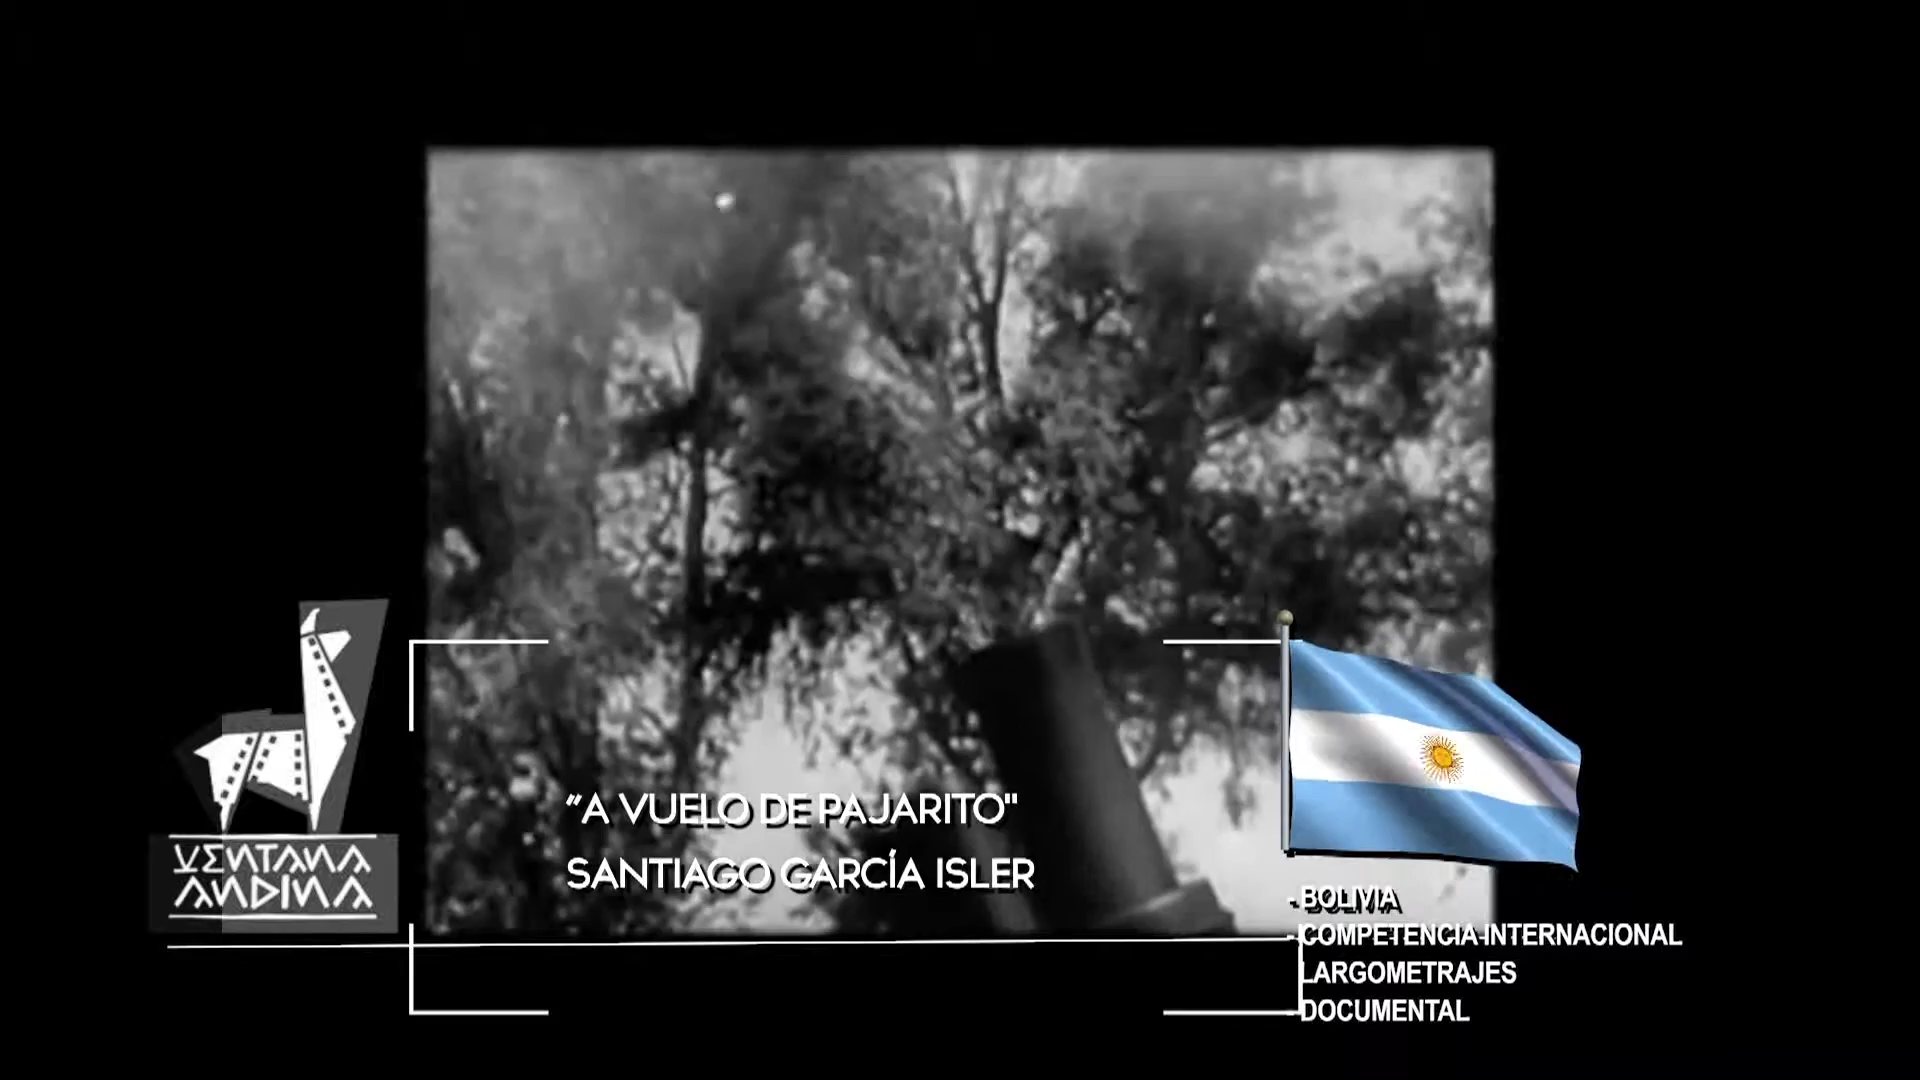 VENTANA
ANDINA
“A VUELO DE PAJARITO"
SANTIAGO GARCÍA ISLER
- BOLIVIA
- COMPETENCIA INTERNACIONAL
LARGOMETRAJES
- DOCUMENTAL